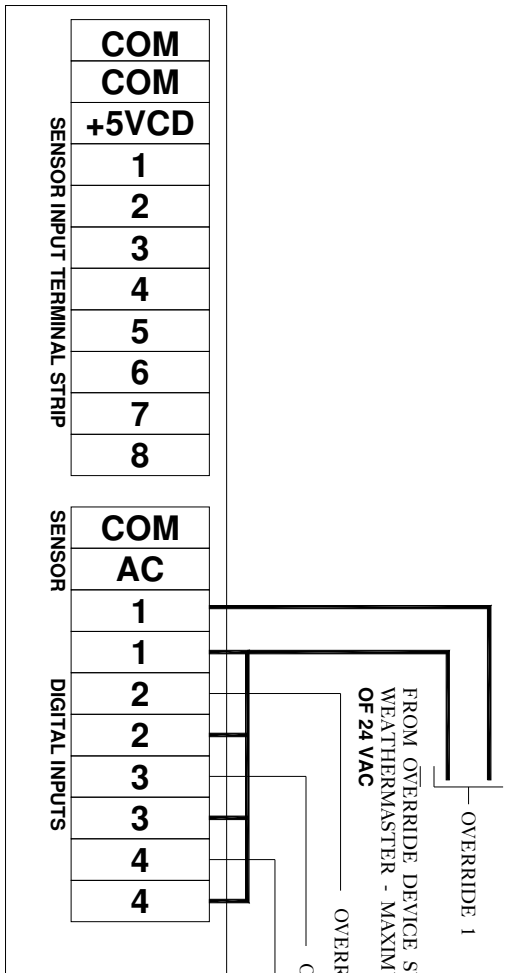 COM
COM
+5VCD
1
2
3
4
5
6
7
8
SENSOR INPUT TERMINAL STRIP
COM
AC
1
1
2
2
3
3
4
4
SENSOR
DIGITAL INPUTS
OVERRIDE 1
FROM OVERRIDE DEVICE
WEATHERMASTER - MAXIM
OF 24 VAC